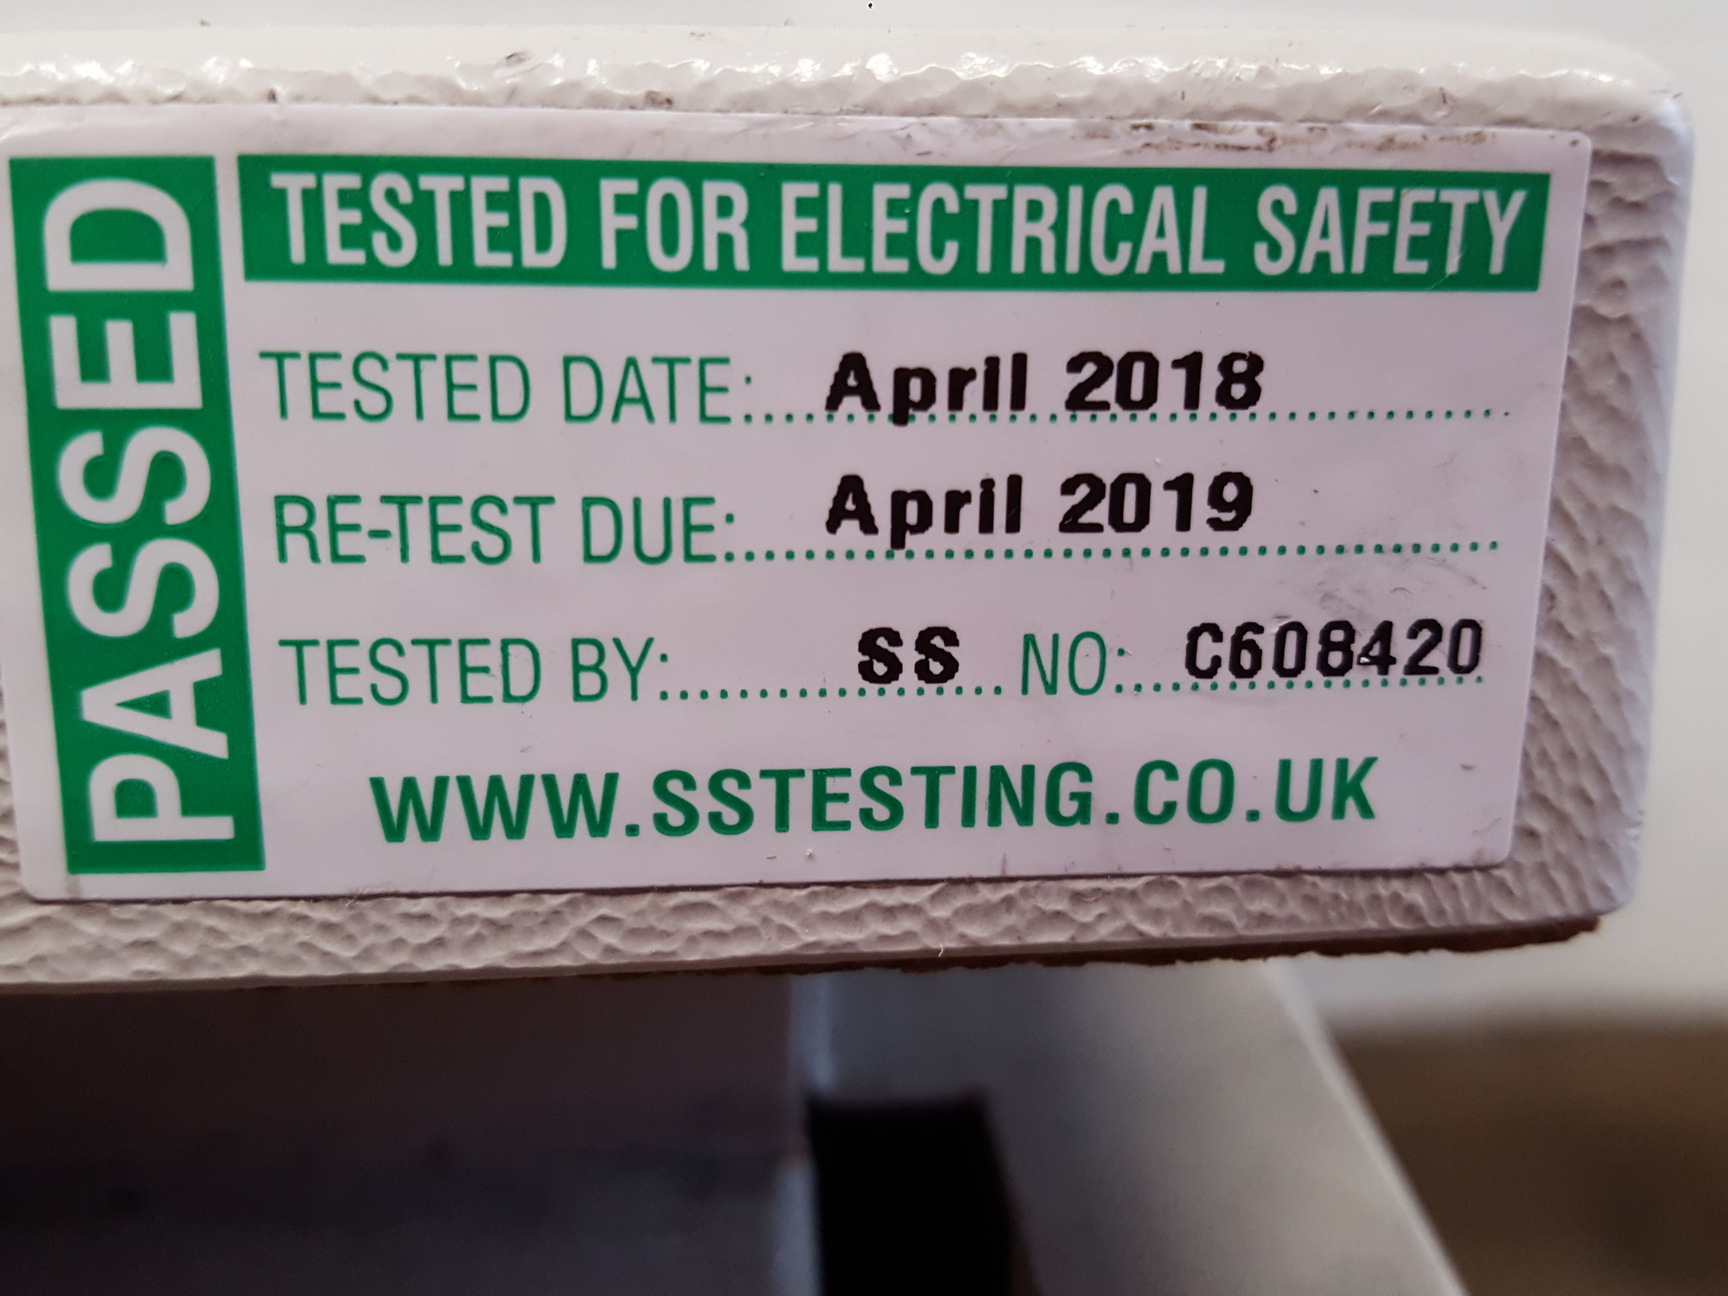 PASSED
TESTED FOR ELECTRICAL SAFETY
TESTED DATE: April 2018
RE-TEST DUE: April 2019
TESTED BY: SS NO: C608420
WWW.SSTESTING.CO.UK